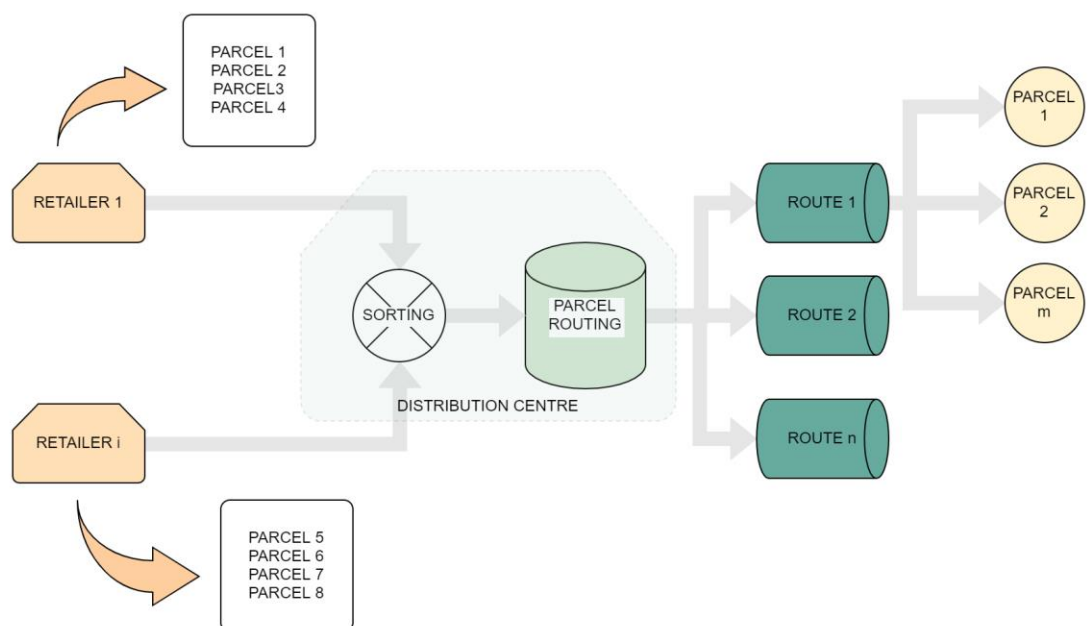 PARCEL 1
PARCEL 2
PARCEL3
PARCEL 4
RETAILER 1
SORTING
PARCEL
ROUTING
DISTRIBUTION CENTRE
RETAILER i
PARCEL 5
PARCEL 6
PARCEL 7
PARCEL 8
ROUTE 1
ROUTE 2
ROUTE n
PARCEL
1
PARCEL
2
PARCEL
m